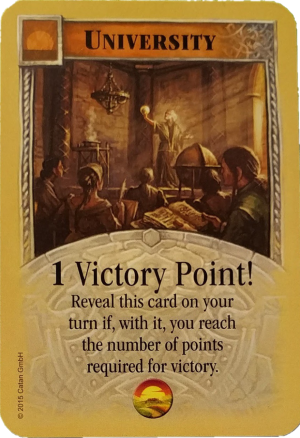 UNIVERSITY
1 Victory Point!
Reveal this card on your
turn if, with it, you reach
the number of points
required for victory.
© 2015 Catan GmbH